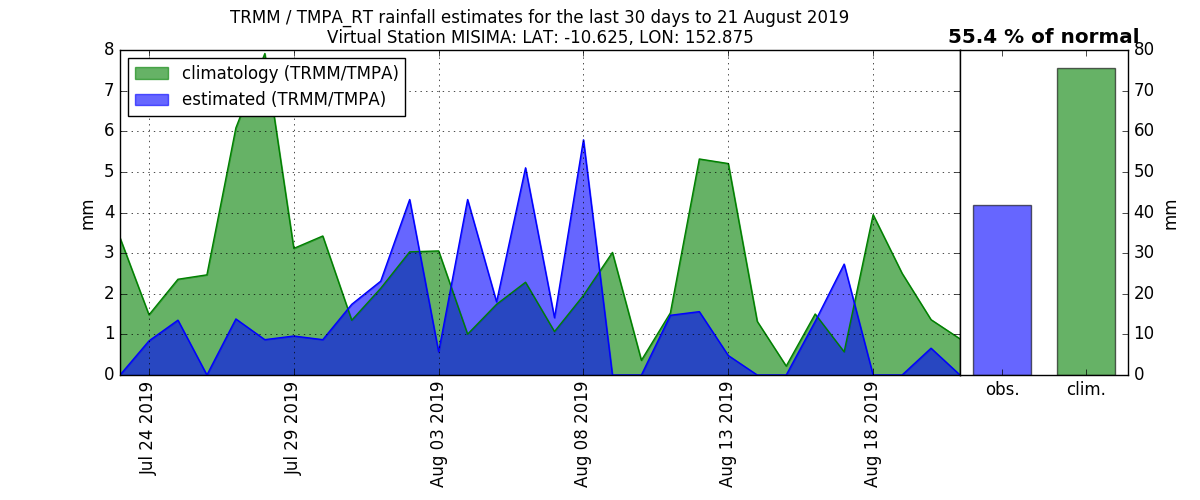 TRMM / TMPA_RT rainfall estimates for the last 30 days to 21 August 2019
Virtual Station MISIMA: LAT: -10.625, LON: 152.875
55.4 % of normal
climatology (TRMM/TMPA)
estimated (TRMM/TMPA)
8
7
6
5
4
3
2
1
0
mm
Jul 24 2019
Jul 29 2019
Aug 03 2019
Aug 08 2019
Aug 13 2019
Aug 18 2019
80
70
60
50
40
30
20
10
0
mm
obs.
clim.